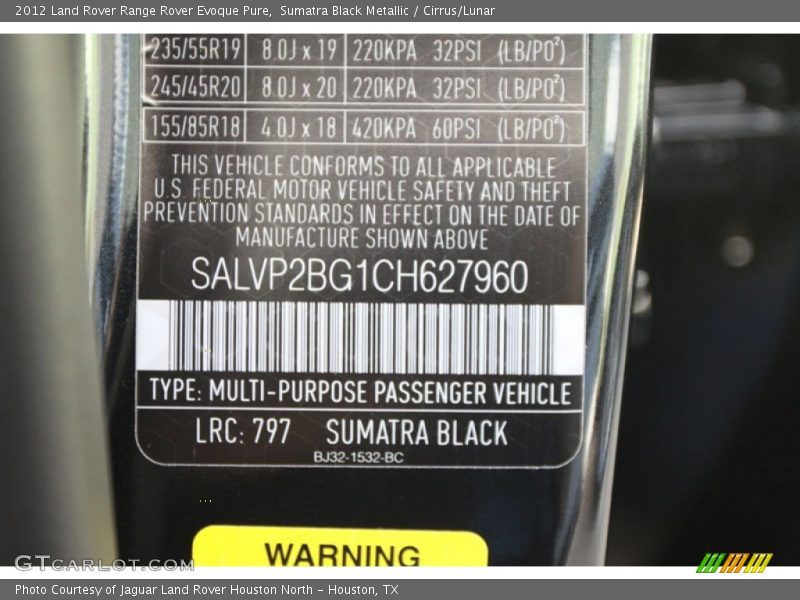 2012 Land Rover Range Rover Evoque Pure,  Sumatra Black Metallic / Cirrus/Lunar
235/55R19 8.0J x 19 220KPA 32PSI (LB/PO²)
245/45R20 8.0J x 20 220KPA 32PSI (LB/PO²)
155/85R18 4.0J x 18 420KPA 60PSI (LB/PO²)
THIS VEHICLE CONFORMS TO ALL APPLICABLE
U.S. FEDERAL MOTOR VEHICLE SAFETY AND THEFT
PREVENTION STANDARDS IN EFFECT ON THE DATE OF
MANUFACTURE SHOWN ABOVE
SALVP2BG1CH627960
TYPE: MULTI-PURPOSE PASSENGER VEHICLE
LRC: 797 SUMATRA BLACK
BJ32-1532-BC
WARNING
GTCARLOT.COM
Photo Courtesy of Jaguar Land Rover Houston North - Houston, TX